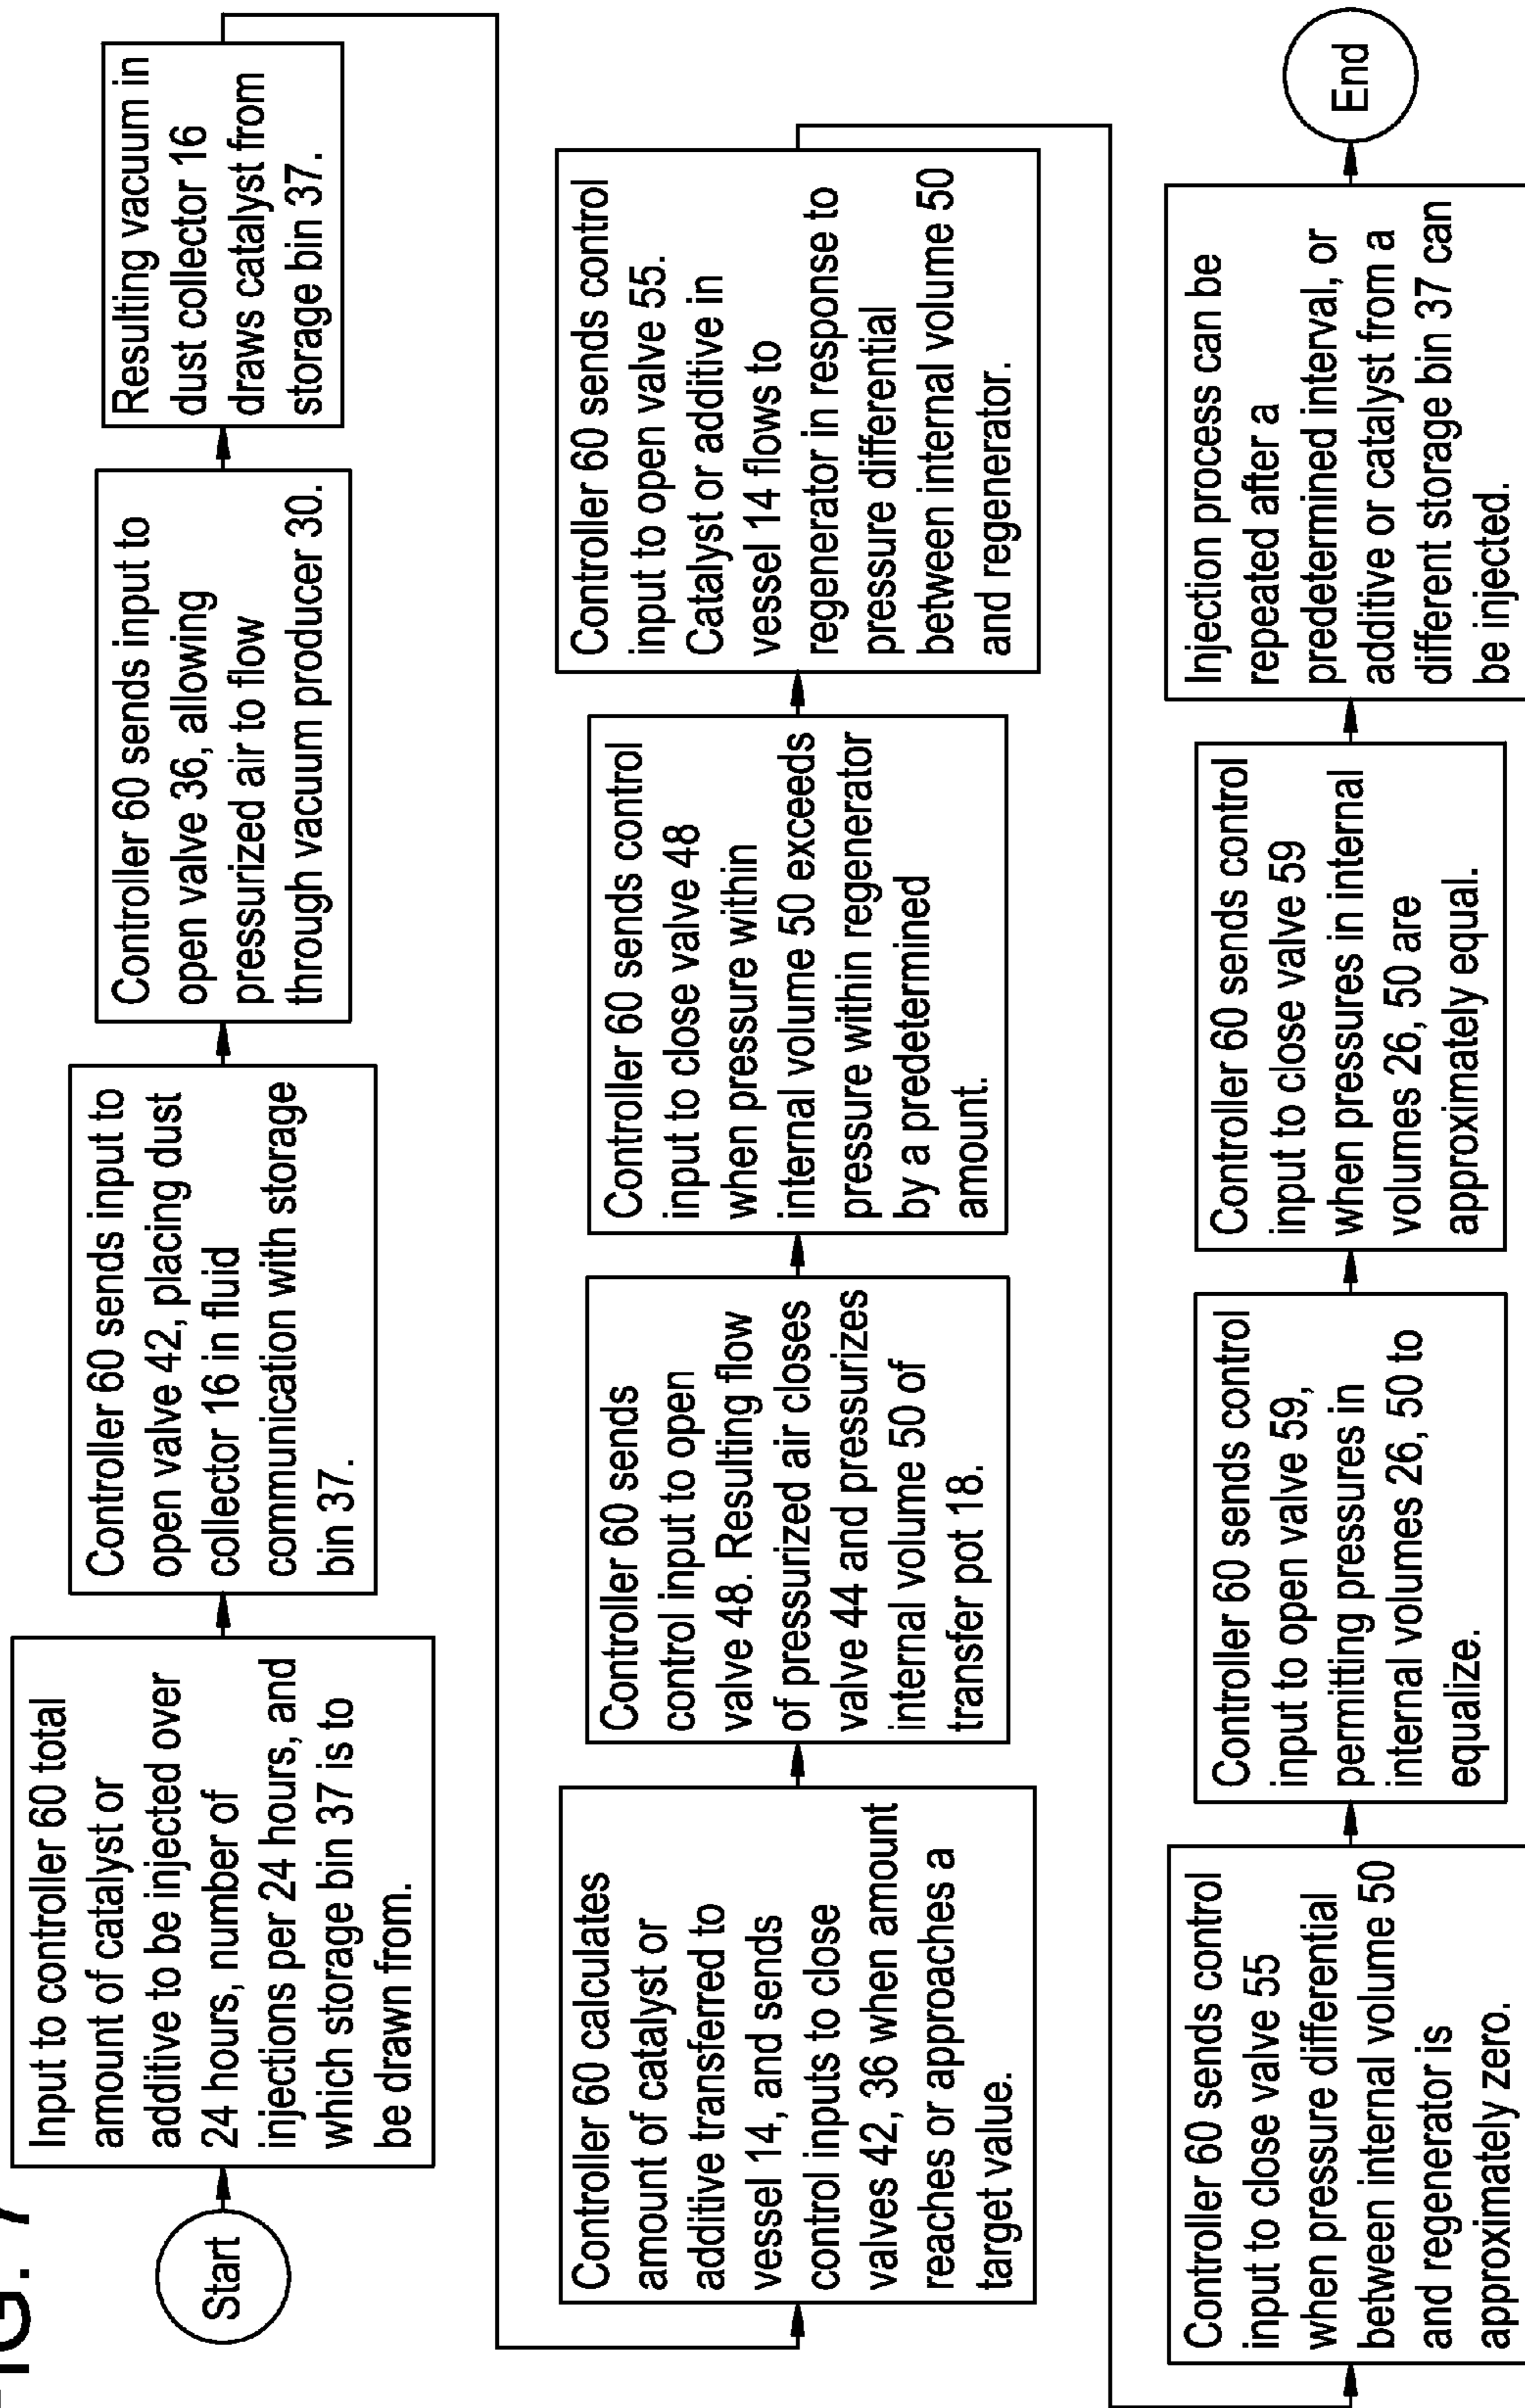 FIG. 7
Start
Input to controller 60 total
amount of catalyst or
additive to be injected over
24 hours, number of
injections per 24 hours, and
which storage bin 37 is to
be drawn from.
Controller 60 sends input to
open valve 42, placing dust
collector 16 in fluid
communication with storage
bin 37.
Controller 60 sends input to
open valve 36, allowing
pressurized air to flow
through vacuum producer 30.
Resulting vacuum in
dust collector 16
draws catalyst from
storage bin 37.
Controller 60 calculates
amount of catalyst or
additive transferred to
vessel 14, and sends
control inputs to close
valves 42, 36 when amount
reaches or approaches a
target value.
Controller 60 sends
control input to open
valve 48. Resulting flow
of pressurized air closes
valve 44 and pressurizes
internal volume 50 of
transfer pot 18.
Controller 60 sends control
input to close valve 48
when pressure within
internal volume 50 exceeds
pressure within regenerator
by a predetermined
amount.
Controller 60 sends control
input to open valve 55.
Catalyst or additive in
vessel 14 flows to
regenerator in response to
pressure differential
between internal volume 50
and regenerator.
Controller 60 sends control
input to close valve 55
when pressure differential
between internal volume 50
and regenerator is
approximately zero.
Controller 60 sends control
input to open valve 59,
permitting pressures in
internal volumes 26, 50 to
equalize.
Controller 60 sends control
input to close valve 59
when pressures in internal
volumes 26, 50 are
approximately equal.
Injection process can be
repeated after a
predetermined interval, or
additive or catalyst from a
different storage bin 37 can
be injected.
End